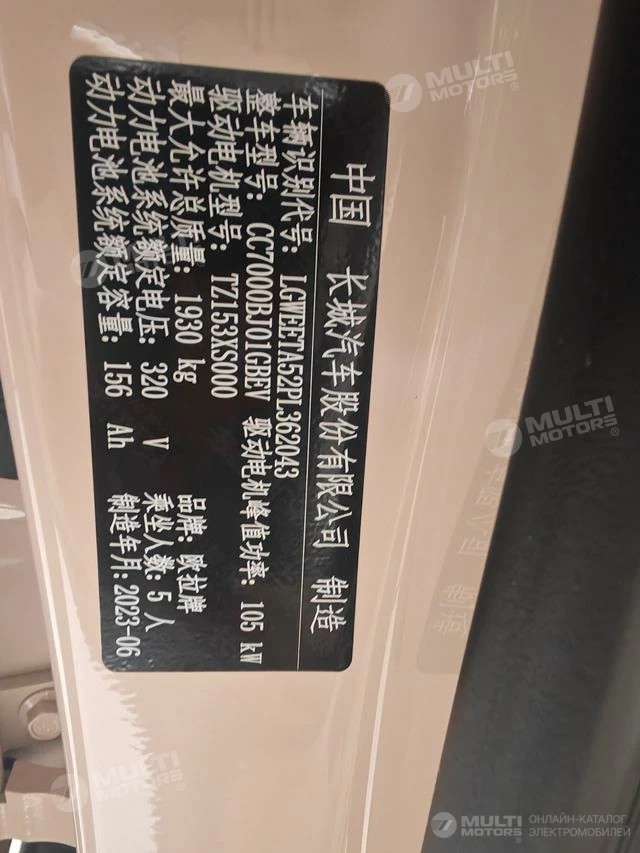 中国 长城汽车股份有限公司 制造
车辆识别代号: LGWEETA52PL362043
整车型号: CC7000BJ01GBEV 驱动电机峰值功率: 105 kW
驱动电机型号: TZ153XS000 品牌: 欧拉牌
最大允许总质量: 1930 kg 乘坐人数: 5 人
动力电池系统额定电压: 320 V 制造年月: 2023-06
动力电池系统额定容量: 156 Ah
MULTI MOTORS®
MULTI MOTORS®
MULTI MOTORS®
MULTI MOTORS ОНЛАЙН-КАТАЛОГ ЭЛЕКТРОМОБИЛЕЙ